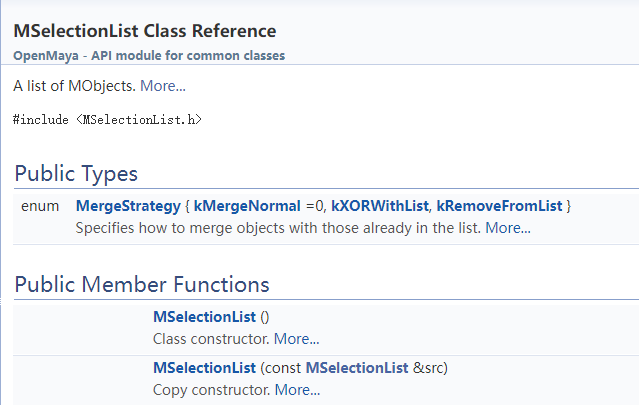 MSelectionList Class Reference
OpenMaya - API module for common classes
A list of MObjects. More...
#include <MSelectionList.h>
Public Types
enum MergeStrategy { kMergeNormal =0, kXORWithList, kRemoveFromList }
Specifies how to merge objects with those already in the list. More...
Public Member Functions
MSelectionList ()
Class constructor. More...
MSelectionList (const MSelectionList &src)
Copy constructor. More...